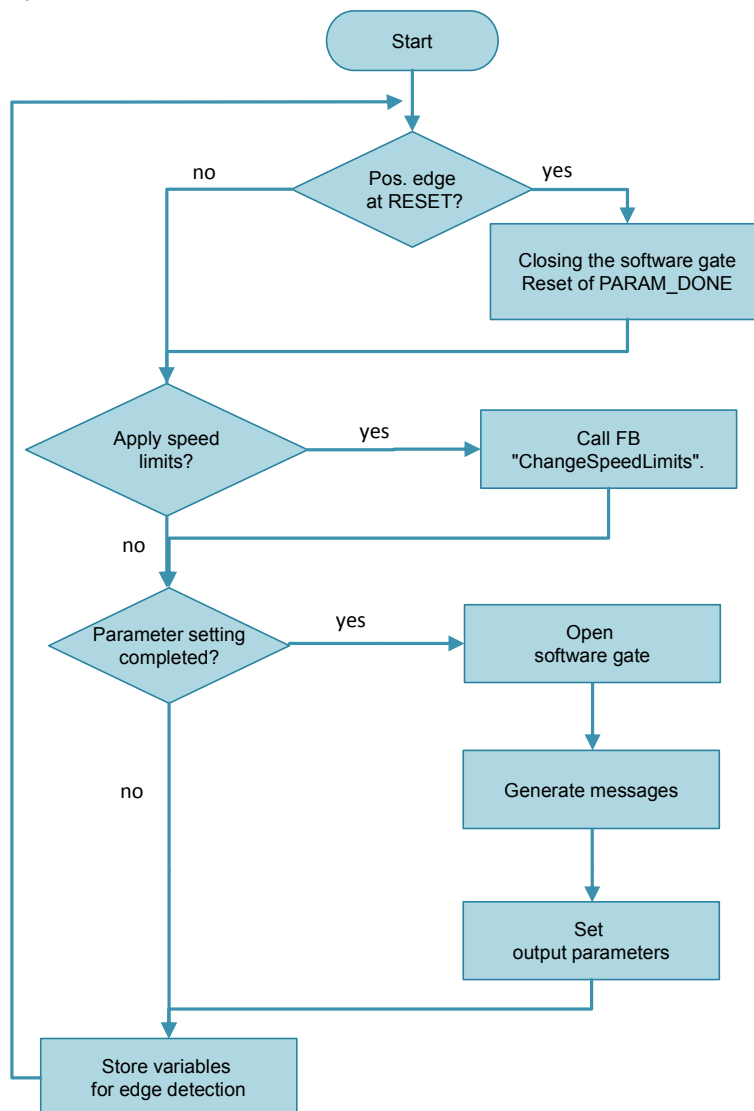 Start
Pos. edge
at RESET?
no
yes
Closing the software gate
Reset of PARAM_DONE
Apply speed
limits?
yes
Call FB
"ChangeSpeedLimits".
no
Parameter setting
completed?
yes
Open
software gate
no
Generate messages
Set
output parameters
Store variables
for edge detection